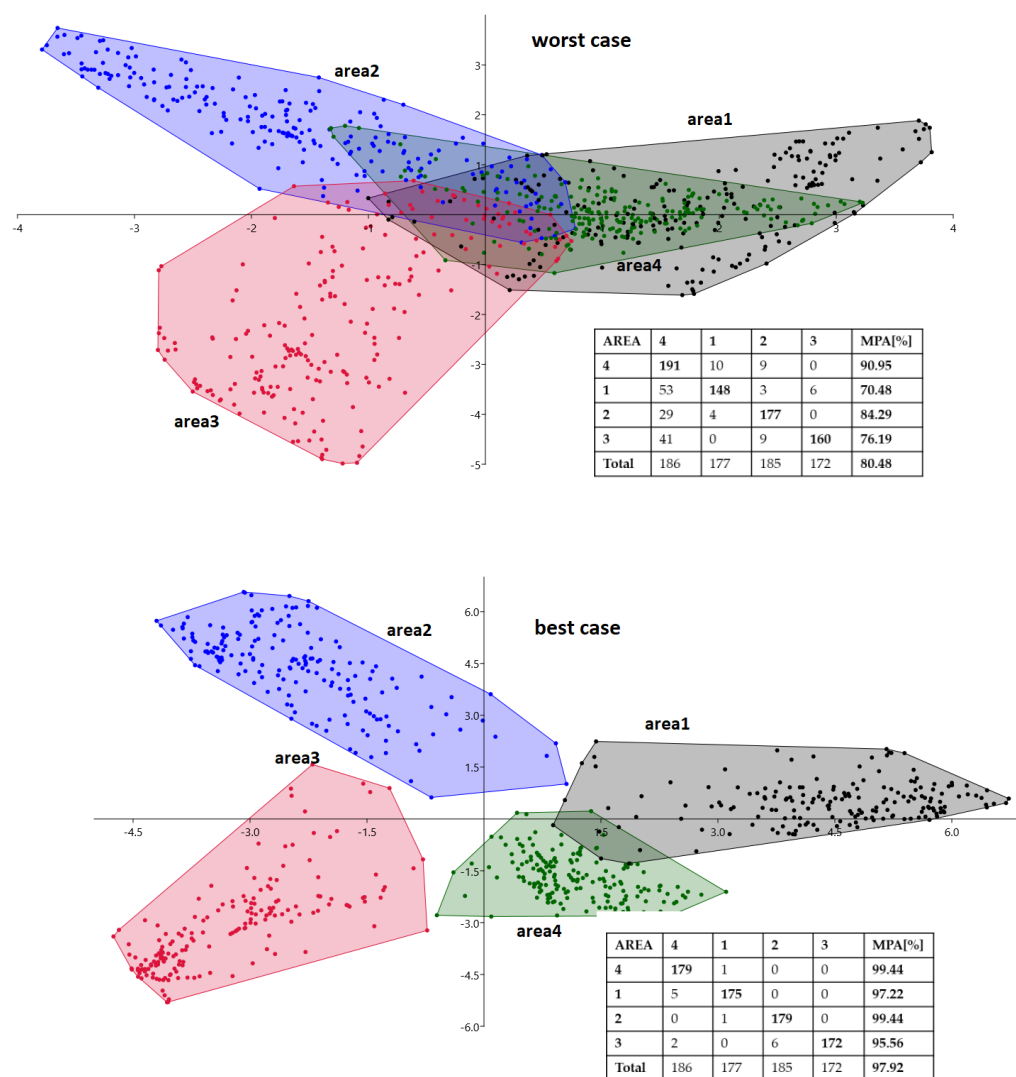 worst case
3
area2
2
area1
1
-4 -3 -2 -1 2 3 4
-1
area4
-2
-3
area3
-4
-5
AREA 4 1 2 3 MPA[%]
4 191 10 9 0 90.95
1 53 148 3 6 70.48
2 29 4 177 0 84.29
3 41 0 9 160 76.19
Total 186 177 185 172 80.48
6.0
area2 best case
4.5
3.0
area1
area3
1.5
-4.5 -3.0 -1.5 1.5 3.0 4.5 6.0
-1.5
-3.0
area4
-4.5
-6.0
AREA 4 1 2 3 MPA[%]
4 179 1 0 0 99.44
1 5 175 0 0 97.22
2 0 1 179 0 99.44
3 2 0 6 172 95.56
Total 186 177 185 172 97.92